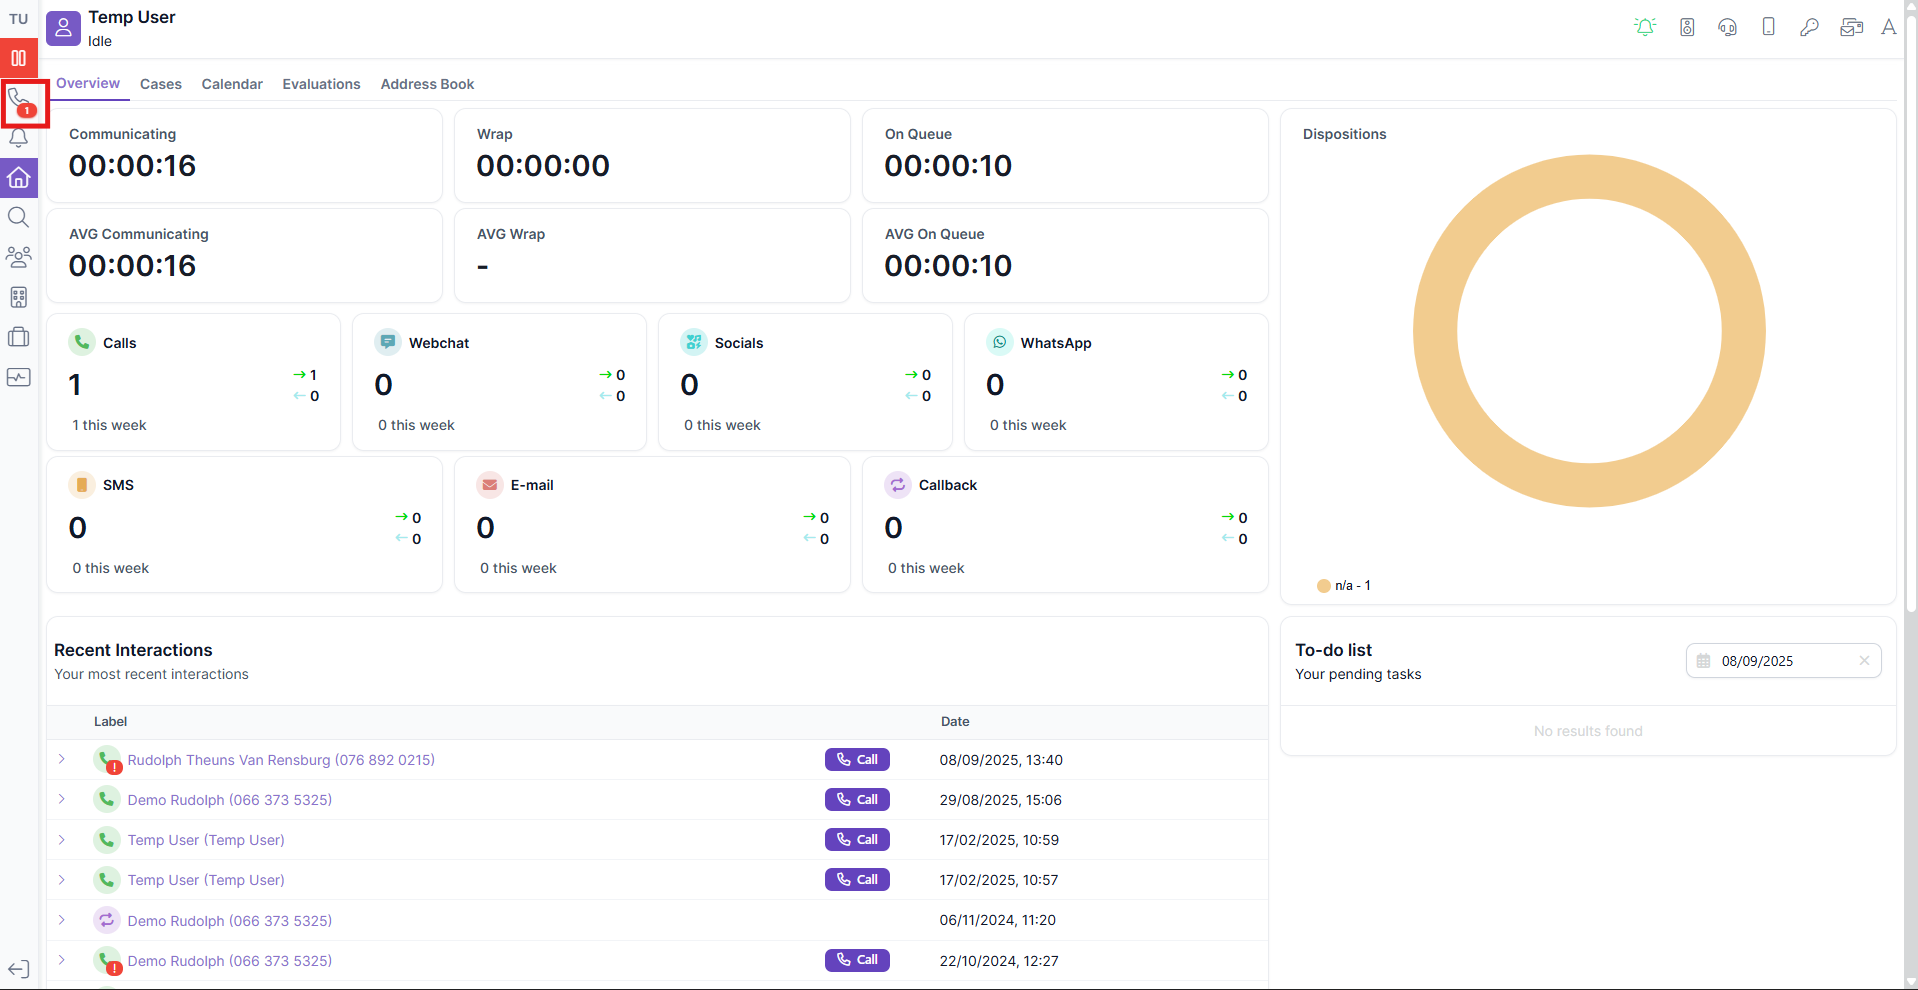 TU
Temp User
Idle
1
Overview
Cases
Calendar
Evaluations
Address Book
Communicating
00:00:16
Wrap
00:00:00
On Queue
00:00:10
AVG Communicating
00:00:16
AVG Wrap
-
AVG On Queue
00:00:10
Dispositions
n/a - 1
Calls
1
→ 1
← 0
1 this week
Webchat
0
→ 0
← 0
0 this week
Socials
0
→ 0
← 0
0 this week
WhatsApp
0
→ 0
← 0
0 this week
SMS
0
→ 0
← 0
0 this week
E-mail
0
→ 0
← 0
0 this week
Callback
0
→ 0
← 0
0 this week
Recent Interactions
Your most recent interactions
Label Date
Rudolph Theuns Van Rensburg (076 892 0215) Call 08/09/2025, 13:40
Demo Rudolph (066 373 5325) Call 29/08/2025, 15:06
Temp User (Temp User) Call 17/02/2025, 10:59
Temp User (Temp User) Call 17/02/2025, 10:57
Demo Rudolph (066 373 5325) 06/11/2024, 11:20
Demo Rudolph (066 373 5325) Call 22/10/2024, 12:27
To-do list
Your pending tasks
08/09/2025
No results found